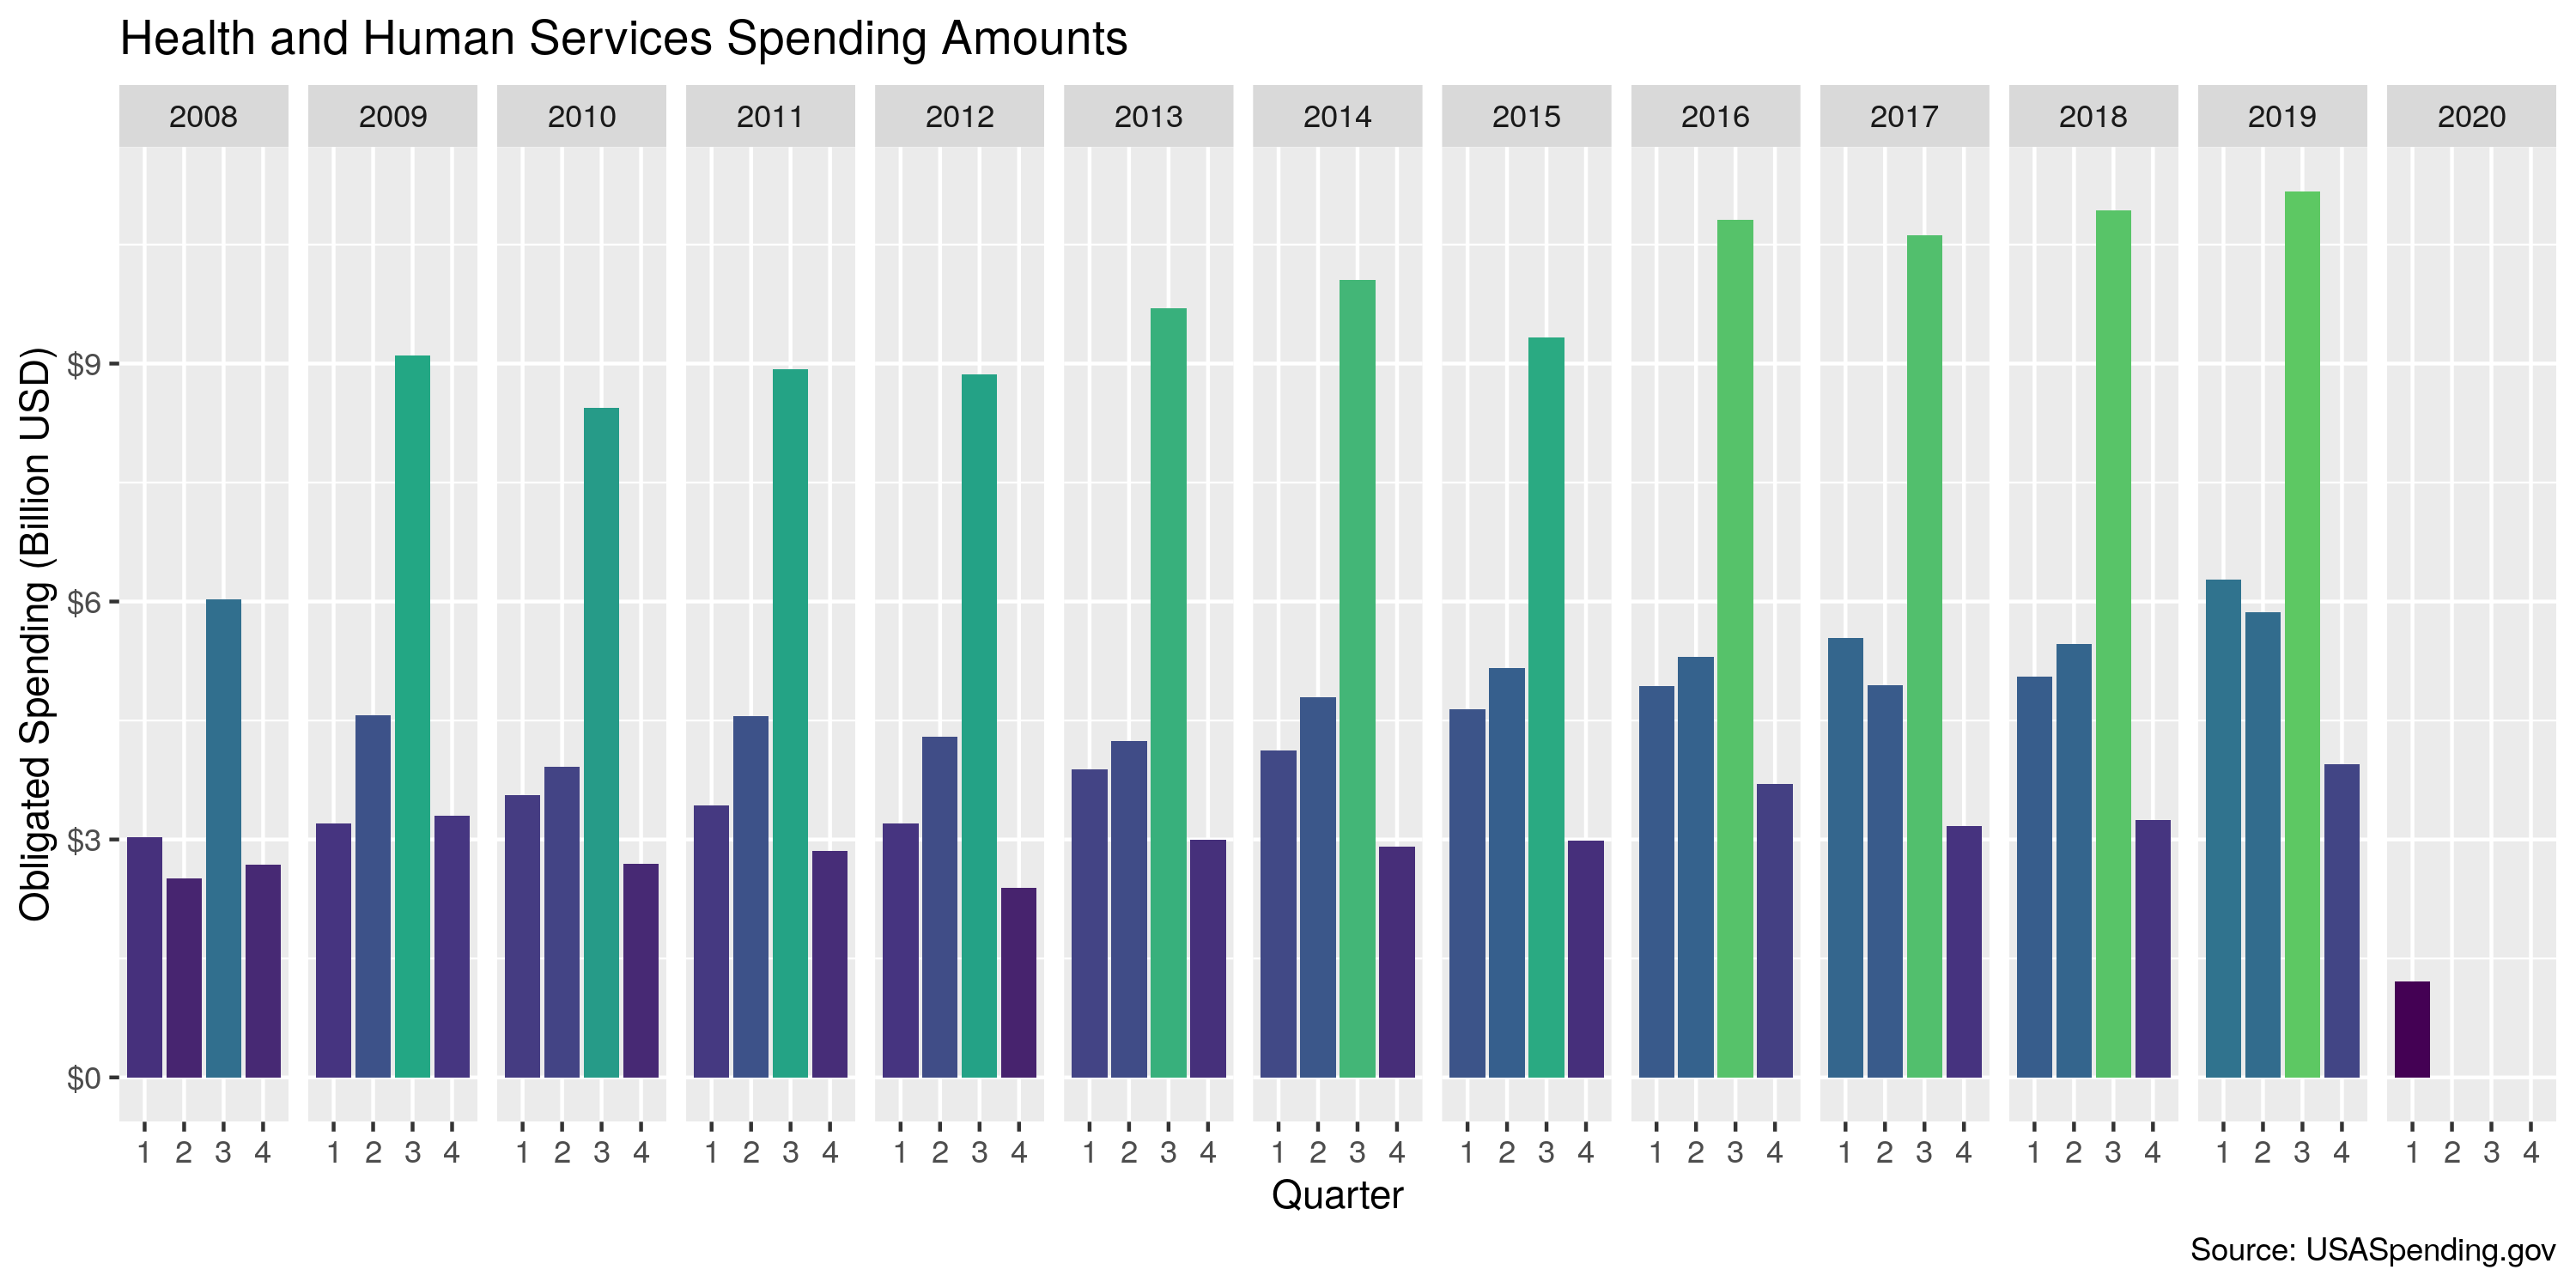 Health and Human Services Spending Amounts
2008 2009 2010 2011 2012 2013 2014 2015 2016 2017 2018 2019 2020
Obligated Spending (Billion USD)
$9
$6
$3
$0
1 2 3 4 1 2 3 4 1 2 3 4 1 2 3 4 1 2 3 4 1 2 3 4 1 2 3 4 1 2 3 4 1 2 3 4 1 2 3 4 1 2 3 4 1 2 3 4 1 2 3 4
Quarter
Source: USASpending.gov